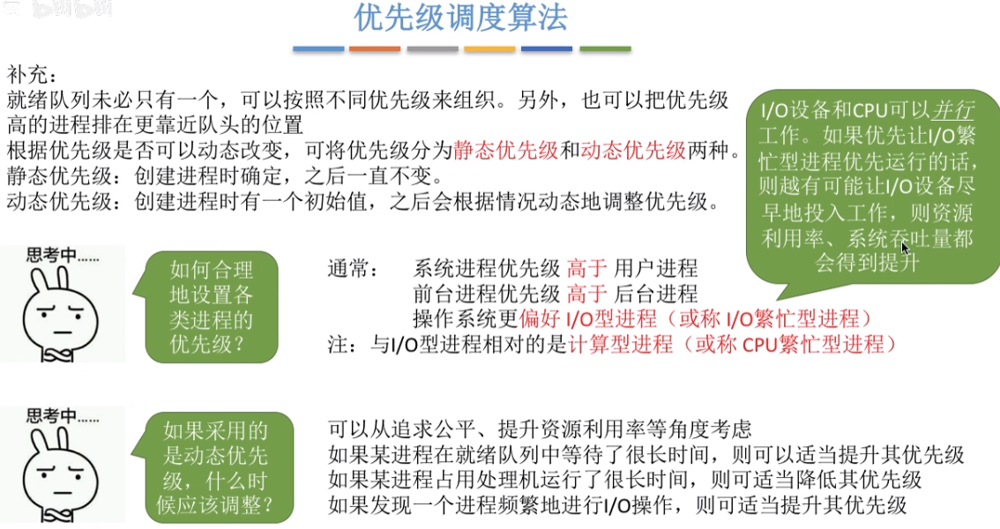 优先级调度算法
补充：
就绪队列未必只有一个，可以按照不同优先级来组织。另外，也可以把优先级
高的进程排在更靠近队头的位置
根据优先级是否可以动态改变，可将优先级分为静态优先级和动态优先级两种。
静态优先级：创建进程时确定，之后一直不变。
动态优先级：创建进程时有一个初始值，之后会根据情况动态地调整优先级。
I/O设备和CPU可以并行
工作。如果优先让I/O繁
忙型进程优先运行的话，
则越有可能让I/O设备尽
早地投入工作，则资源
利用率、系统吞吐量都
会得到提升
思考中......
如何合理
地设置各
类进程的
优先级？
通常： 系统进程优先级 高于 用户进程
前台进程优先级 高于 后台进程
操作系统更偏好 I/O型进程（或称 I/O繁忙型进程）
注：与I/O型进程相对的是计算型进程（或称 CPU繁忙型进程）
思考中......
如果采用的
是动态优先
级，什么时
候应该调整？
可以从追求公平、提升资源利用率等角度考虑
如果某进程在就绪队列中等待了很长时间，则可以适当提升其优先级
如果某进程占用处理机运行了很长时间，则可适当降低其优先级
如果发现一个进程频繁地进行I/O操作，则可适当提升其优先级